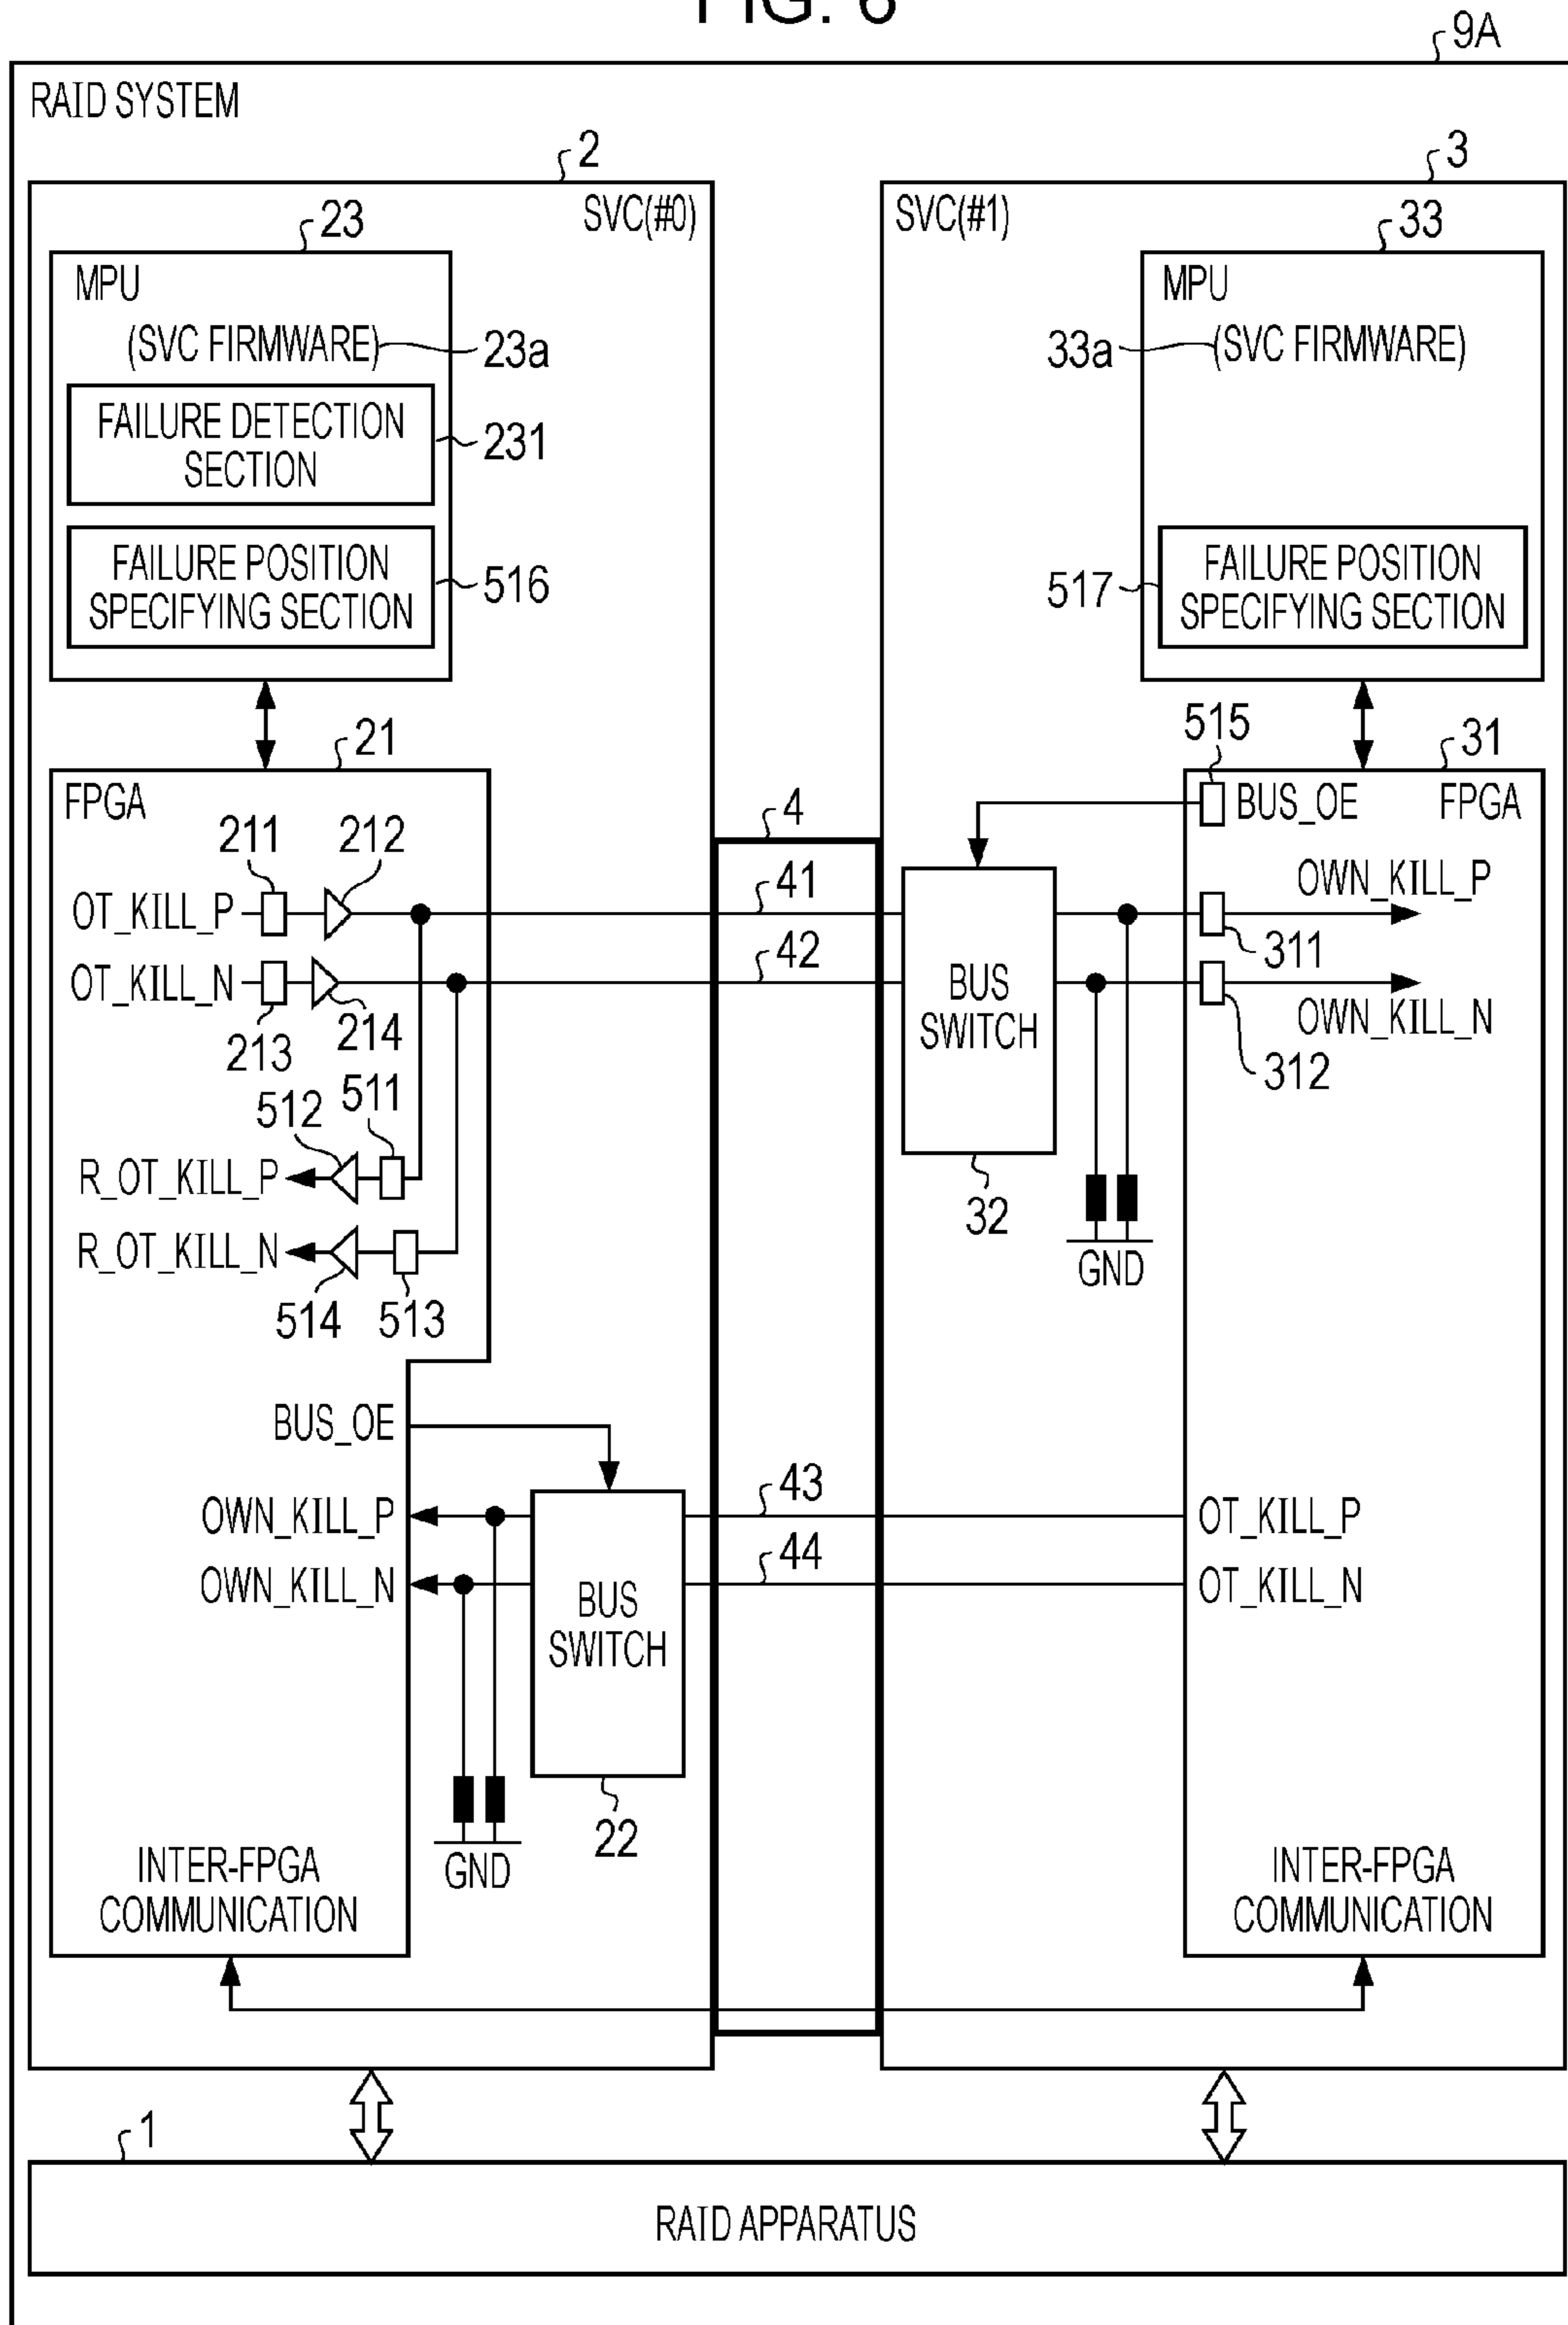 FIG. 6
9A
RAID SYSTEM
2
3
SVC(#0)
SVC(#1)
23
33
MPU
(SVC FIRMWARE)
23a
FAILURE DETECTION
SECTION
231
FAILURE POSITION
SPECIFYING SECTION
516
MPU
33a
(SVC FIRMWARE)
517
FAILURE POSITION
SPECIFYING SECTION
21
FPGA
211
212
OT_KILL_P
OT_KILL_N
213
214
512
511
R_OT_KILL_P
R_OT_KILL_N
514
513
4
41
42
515
31
BUS_OE
FPGA
OWN_KILL_P
311
BUS
SWITCH
OWN_KILL_N
312
32
GND
BUS_OE
OWN_KILL_P
OWN_KILL_N
43
44
OT_KILL_P
OT_KILL_N
BUS
SWITCH
22
GND
INTER-FPGA
COMMUNICATION
INTER-FPGA
COMMUNICATION
1
RAID APPARATUS